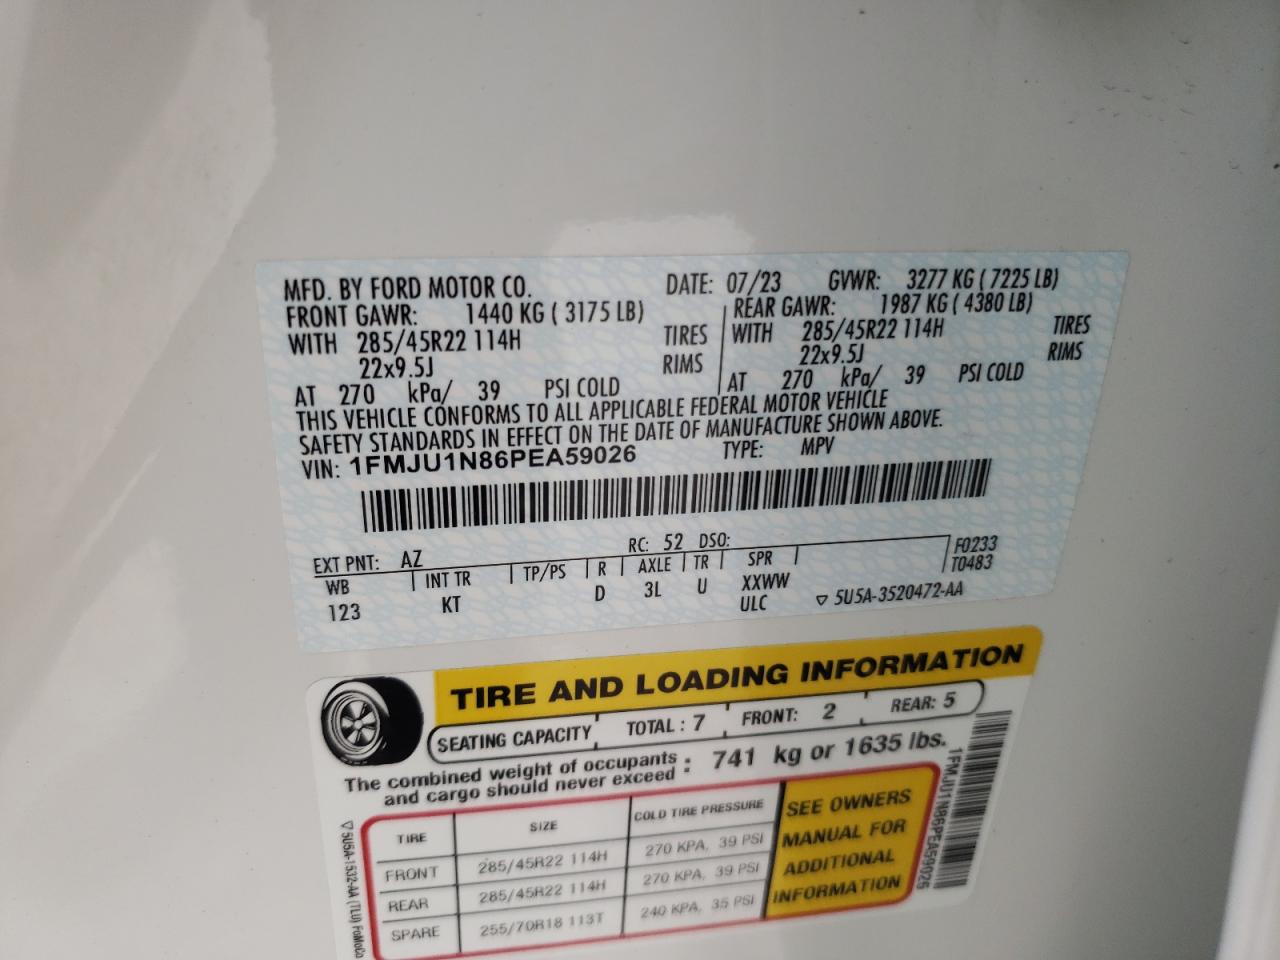 MFD. BY FORD MOTOR CO. DATE: 07/23 GVWR: 3277 KG ( 7225 LB)
FRONT GAWR: 1440 KG ( 3175 LB) REAR GAWR: 1987 KG ( 4380 LB)
WITH 285/45R22 114H TIRES WITH 285/45R22 114H TIRES
22x9.5J RIMS 22x9.5J RIMS
AT 270 kPa/ 39 PSI COLD AT 270 kPa/ 39 PSI COLD
THIS VEHICLE CONFORMS TO ALL APPLICABLE FEDERAL MOTOR VEHICLE
SAFETY STANDARDS IN EFFECT ON THE DATE OF MANUFACTURE SHOWN ABOVE.
VIN: 1FMJU1N86PEA59026 TYPE: MPV
EXT PNT: AZ RC: 52 DSO: F0233
WB INT TR TP/PS R AXLE TR SPR T0483
123 KT D 3L U XXWW
ULC ▽ 5U5A-3520472-AA
TIRE AND LOADING INFORMATION
SEATING CAPACITY TOTAL : 7 FRONT: 2 REAR: 5
The combined weight of occupants and cargo should never exceed : 741 kg or 1635 lbs.
TIRE SIZE COLD TIRE PRESSURE
FRONT 285/45R22 114H 270 KPA, 39 PSI
REAR 285/45R22 114H 270 KPA, 39 PSI
SPARE 255/70R18 113T 240 KPA, 35 PSI
SEE OWNERS
MANUAL FOR
ADDITIONAL
INFORMATION
1FMJU1N86PEA59026
▽ 5U5A-1532-AA (TLU) FoMoCo